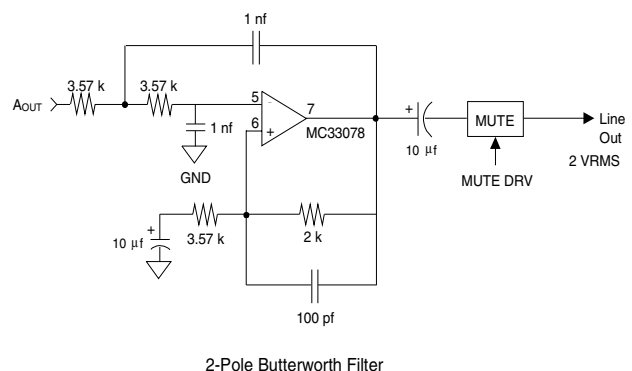 1 nf
3.57 k
3.57 k
AOUT
5
-
7
6
+
MC33078
1 nf
GND
+
10 μf
MUTE
Line
Out
2 VRMS
MUTE DRV
+
10 μf
3.57 k
2 k
100 pf
2-Pole Butterworth Filter